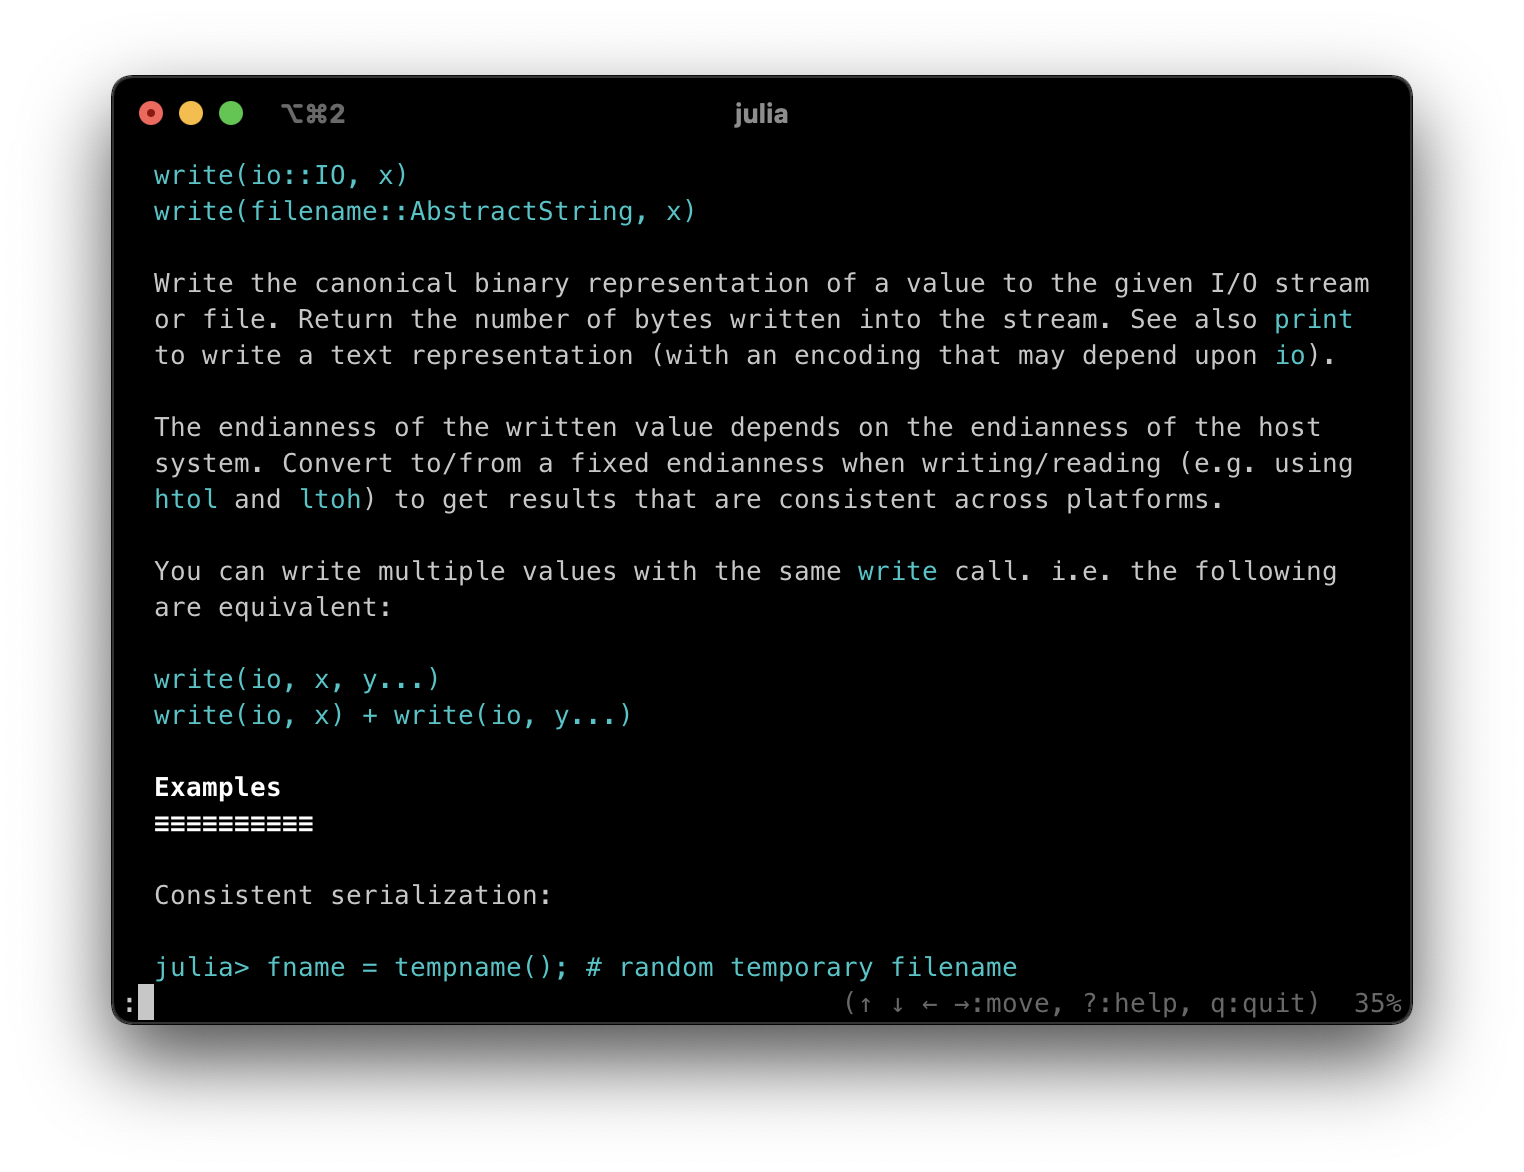 ⌥⌘2 julia
write(io::IO, x)
write(filename::AbstractString, x)
Write the canonical binary representation of a value to the given I/O stream
or file. Return the number of bytes written into the stream. See also print
to write a text representation (with an encoding that may depend upon io).
The endianness of the written value depends on the endianness of the host
system. Convert to/from a fixed endianness when writing/reading (e.g. using
htol and ltoh) to get results that are consistent across platforms.
You can write multiple values with the same write call. i.e. the following
are equivalent:
write(io, x, y...)
write(io, x) + write(io, y...)
Examples
≡≡≡≡≡≡≡≡≡≡
Consistent serialization:
julia> fname = tempname(); # random temporary filename
: (↑ ↓ ← →:move, ?:help, q:quit) 35%